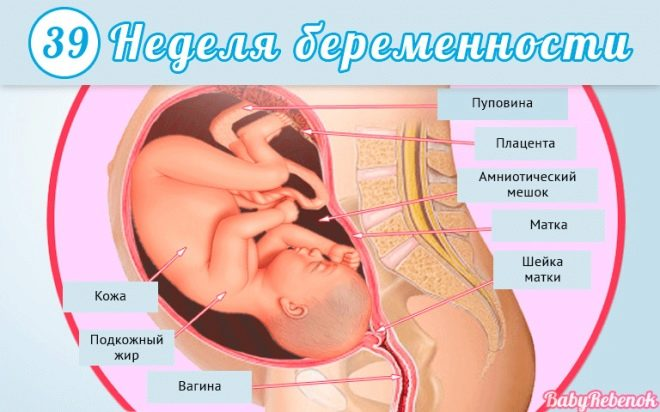 39 Неделя беременности
Пуповина
Плацента
Амниотический
мешок
Матка
Шейка
матки
Кожа
Подкожный
жир
Вагина
BabyRebenok